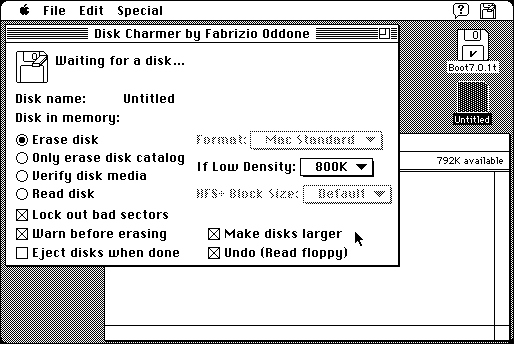 File Edit Special
Disk Charmer by Fabrizio Oddone
Waiting for a disk...
Boot7.0.1f
Disk name: Untitled
Untitled
Disk in memory:
Erase disk
Format: Mac Standard
Only erase disk catalog
792K available
If Low Density: 800K
Verify disk media
Read disk
HFS+ Block Size: Default
Lock out bad sectors
Warn before erasing
Make disks larger
Eject disks when done
Undo (Read floppy)